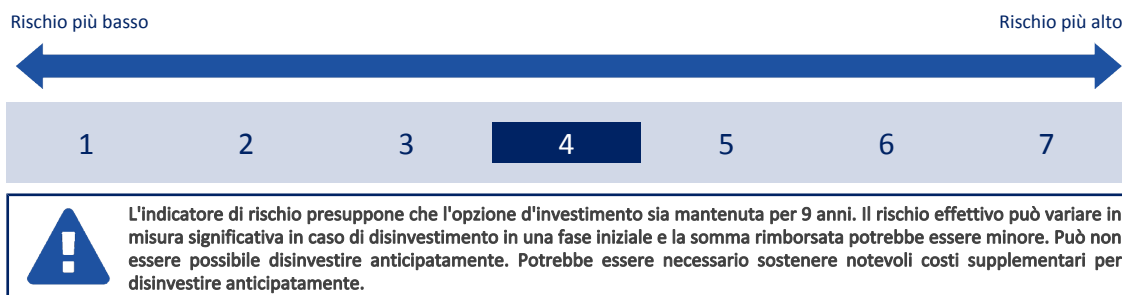 Rischio più basso Rischio più alto
1 2 3 4 5 6 7
L'indicatore di rischio presuppone che l'opzione d'investimento sia mantenuta per 9 anni. Il rischio effettivo può variare in
misura significativa in caso di disinvestimento in una fase iniziale e la somma rimborsata potrebbe essere minore. Può non
essere possibile disinvestire anticipatamente. Potrebbe essere necessario sostenere notevoli costi supplementari per
disinvestire anticipatamente.